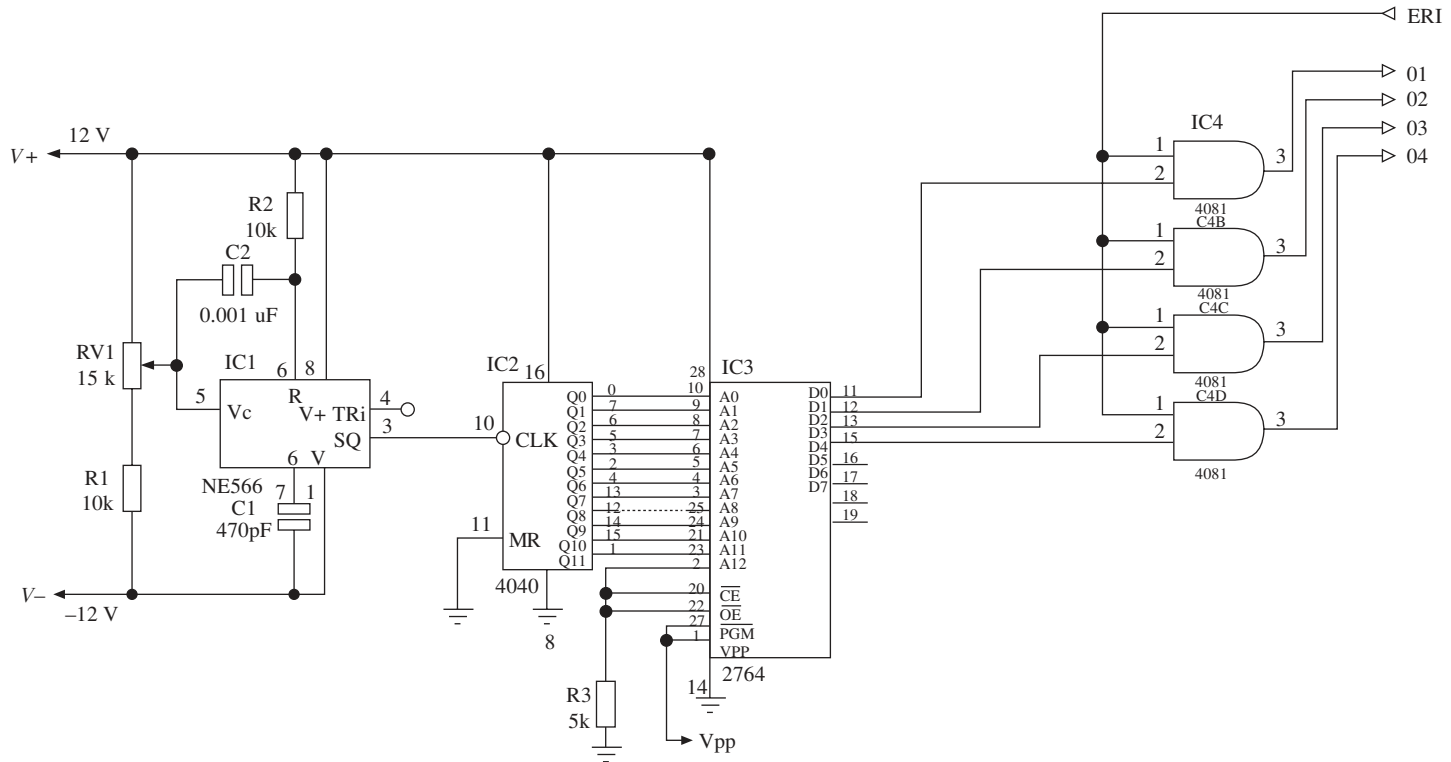 ERI
01
02
03
04
IC4
1
2
3
4081
C4B
1
2
3
4081
C4C
1
2
3
4081
C4D
1
2
3
4081
V+
12 V
R2
10k
C2
0.001 uF
RV1
15 k
R1
10k
IC1
6
8
5
Vc
R
V+
TRi
4
SQ
3
6
V
NE566
7
1
C1
470pF
V–
–12 V
IC2
16
10
CLK
11
MR
4040
8
Q0
Q1
Q2
Q3
Q4
Q5
Q6
Q7
Q8
Q9
Q10
Q11
0
7
6
5
3
2
4
13
12
14
15
1
IC3
28
10
9
8
7
6
5
4
3
25
24
21
23
2
20
22
27
1
A0
A1
A2
A3
A4
A5
A6
A7
A8
A9
A10
A11
A12
CE
OE
PGM
VPP
2764
14
D0
D1
D2
D3
D4
D5
D6
D7
11
12
13
15
16
17
18
19
R3
5k
Vpp